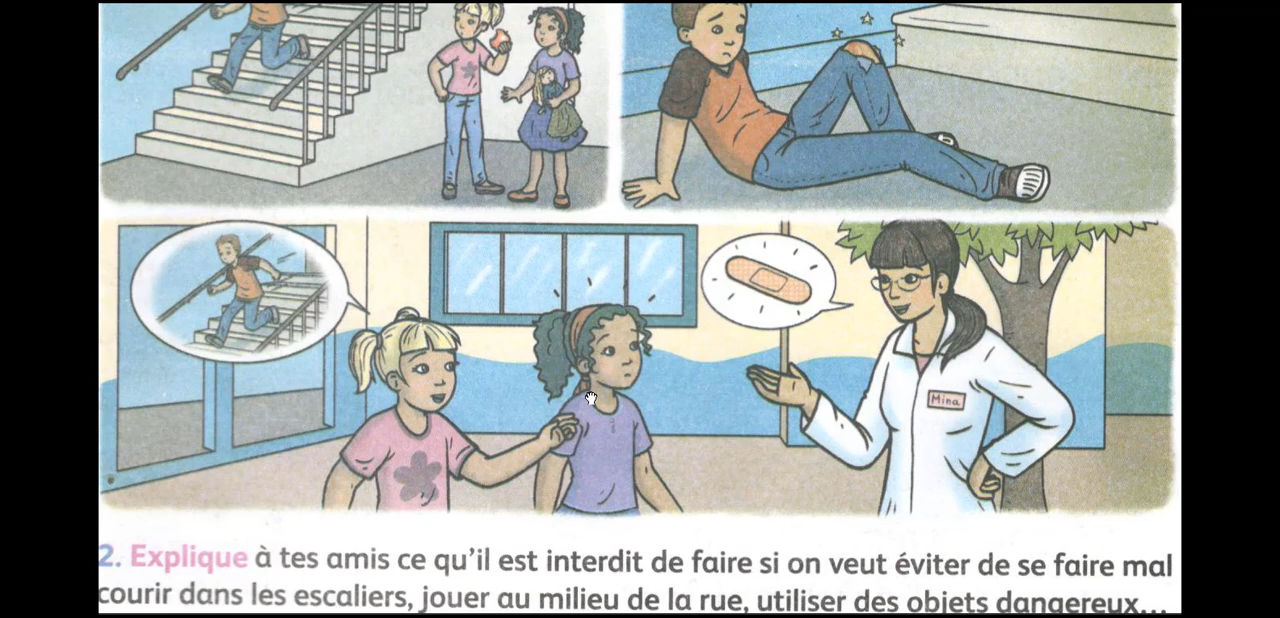 Mina
2. Explique à tes amis ce qu'il est interdit de faire si on veut éviter de se faire mal
courir dans les escaliers, jouer au milieu de la rue, utiliser des objets dangereux...